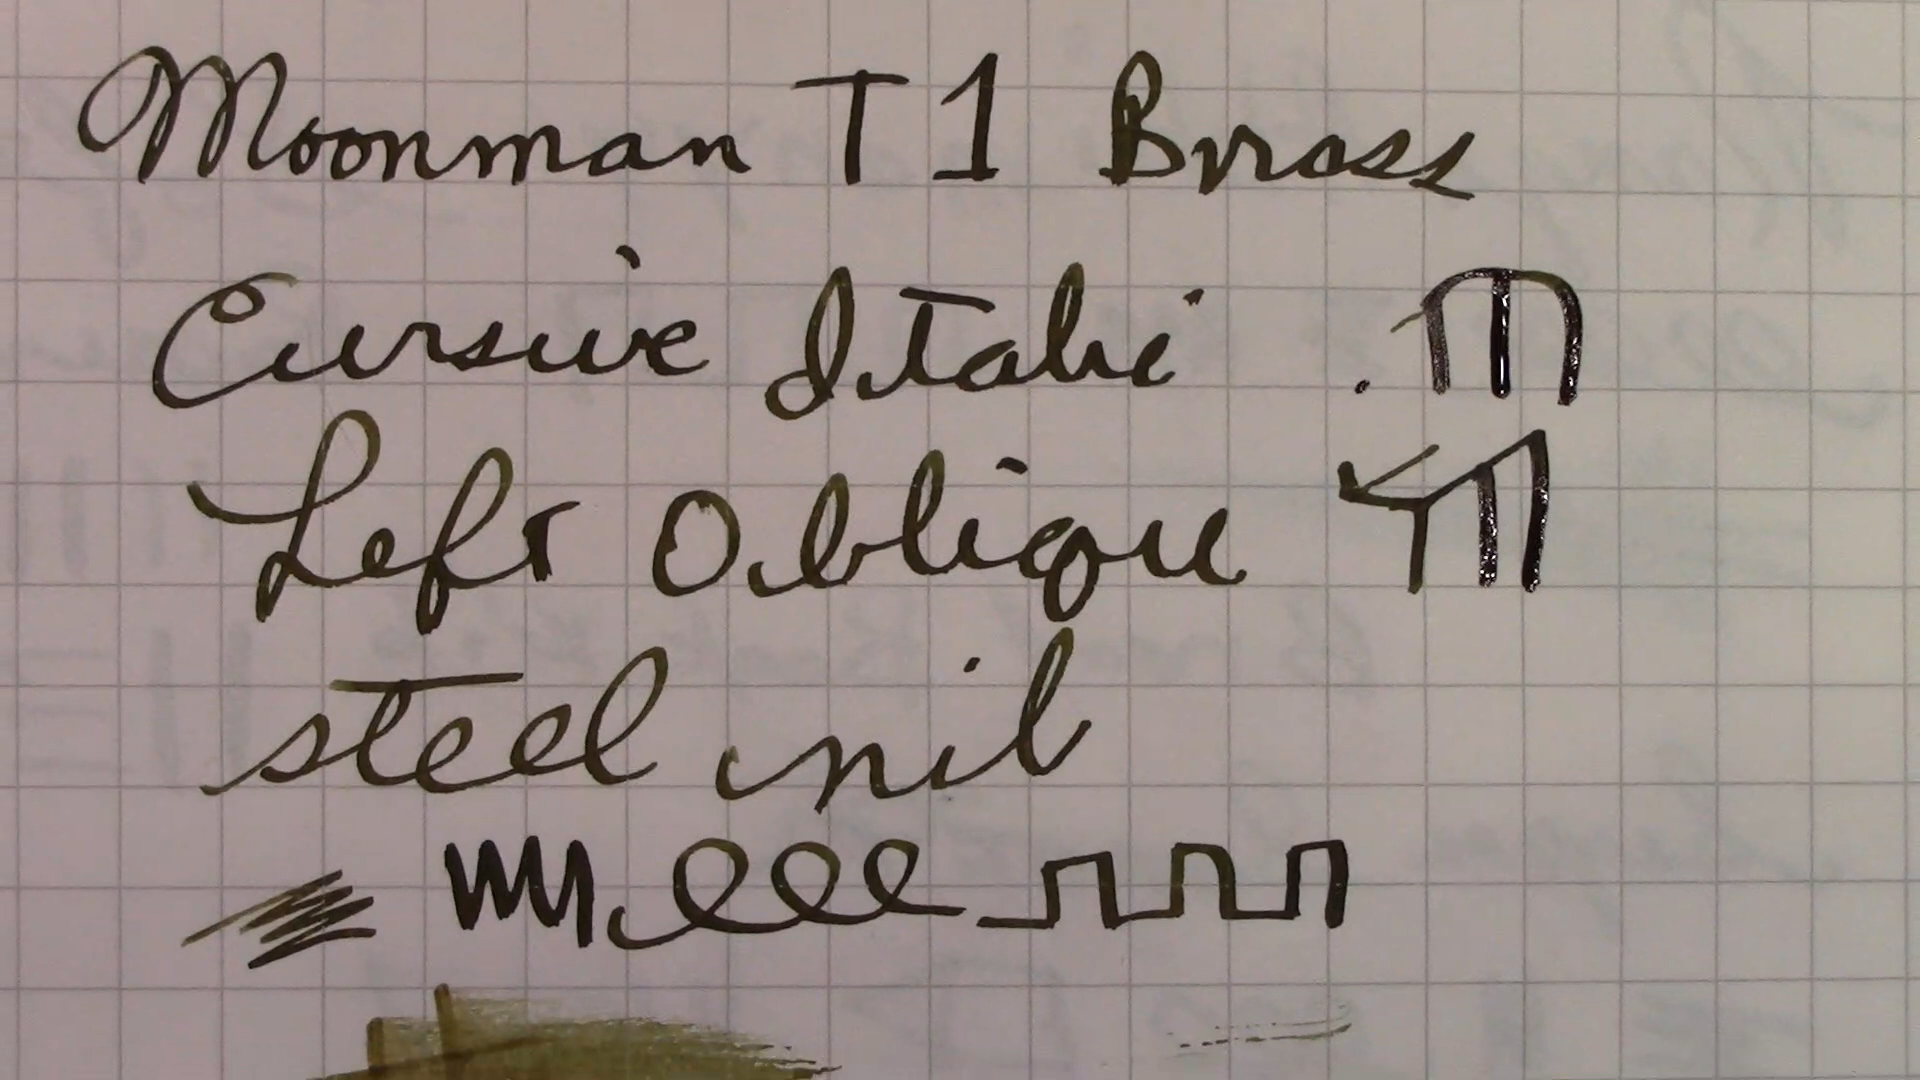 Moonman T1 Brass
Cursive Italic
Left Oblique
steel nib